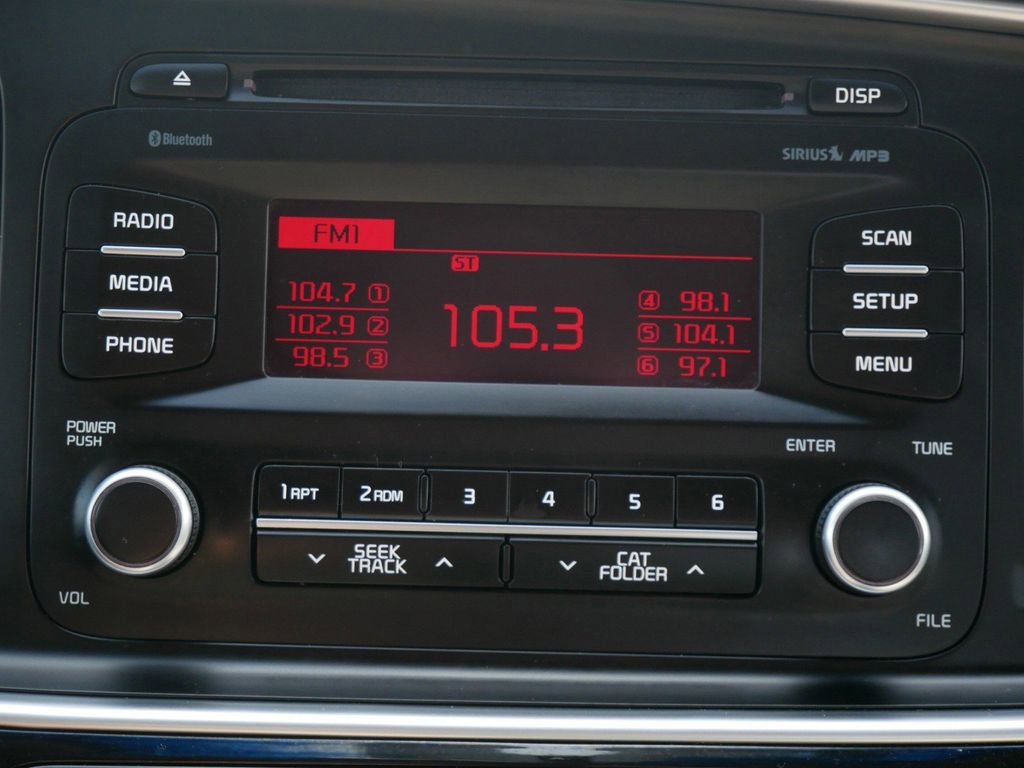 DISP
Bluetooth
SIRIUS MP3
RADIO
MEDIA
PHONE
FM1
ST
104.7 1
102.9 2
98.5 3
105.3
4 98.1
5 104.1
6 97.1
SCAN
SETUP
MENU
POWER
PUSH
VOL
1 RPT
2 RDM
3
4
5
6
SEEK
TRACK
CAT
FOLDER
ENTER
TUNE
FILE